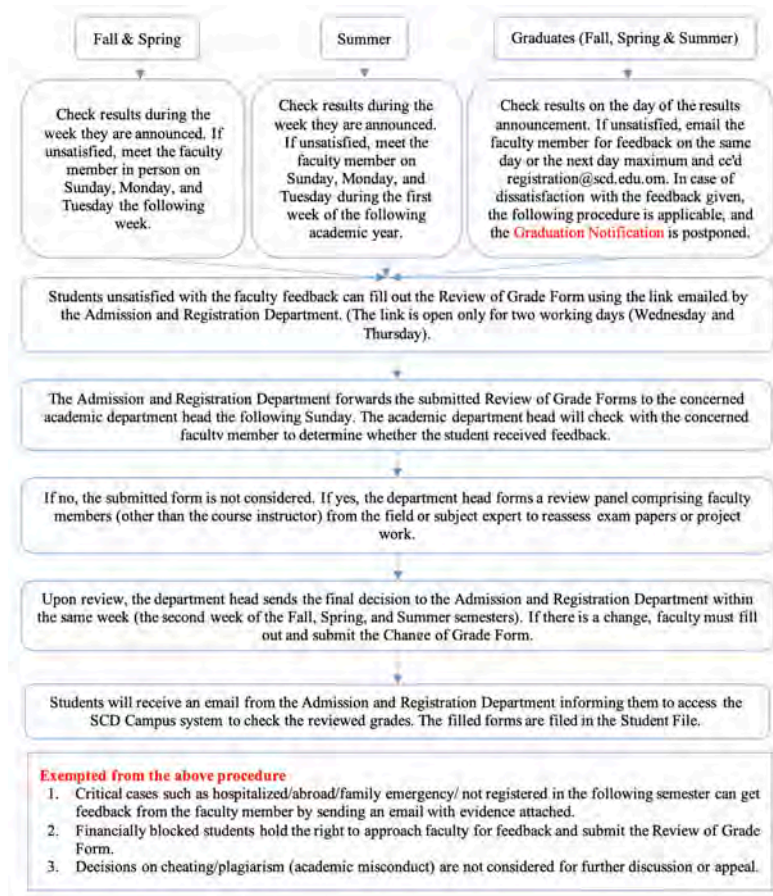 Fall & Spring
Summer
Graduates (Fall, Spring & Summer)
Check results during the
week they are announced. If
unsatisfied, meet the faculty
member in person on
Sunday, Monday, and
Tuesday the following
week.
Check results during the
week they are announced.
If unsatisfied, meet the
faculty member on
Sunday, Monday, and
Tuesday during the first
week of the following
academic year.
Check results on the day of the results
announcement. If unsatisfied, email the
faculty member for feedback on the same
day or the next day maximum and cc'd
registration@scd.edu.om. In case of
dissatisfaction with the feedback given,
the following procedure is applicable, and
the Graduation Notification is postponed.
Students unsatisfied with the faculty feedback can fill out the Review of Grade Form using the link emailed by
the Admission and Registration Department. (The link is open only for two working days (Wednesday and
Thursday).
The Admission and Registration Department forwards the submitted Review of Grade Forms to the concerned
academic department head the following Sunday. The academic department head will check with the concerned
faculty member to determine whether the student received feedback.
If no, the submitted form is not considered. If yes, the department head forms a review panel comprising faculty
members (other than the course instructor) from the field or subject expert to reassess exam papers or project
work.
Upon review, the department head sends the final decision to the Admission and Registration Department within
the same week (the second week of the Fall, Spring, and Summer semesters). If there is a change, faculty must fill
out and submit the Change of Grade Form.
Students will receive an email from the Admission and Registration Department informing them to access the
SCD Campus system to check the reviewed grades. The filled forms are filed in the Student File.
Exempted from the above procedure
1. Critical cases such as hospitalized/abroad/family emergency/ not registered in the following semester can get
feedback from the faculty member by sending an email with evidence attached.
2. Financially blocked students hold the right to approach faculty for feedback and submit the Review of Grade
Form.
3. Decisions on cheating/plagiarism (academic misconduct) are not considered for further discussion or appeal.